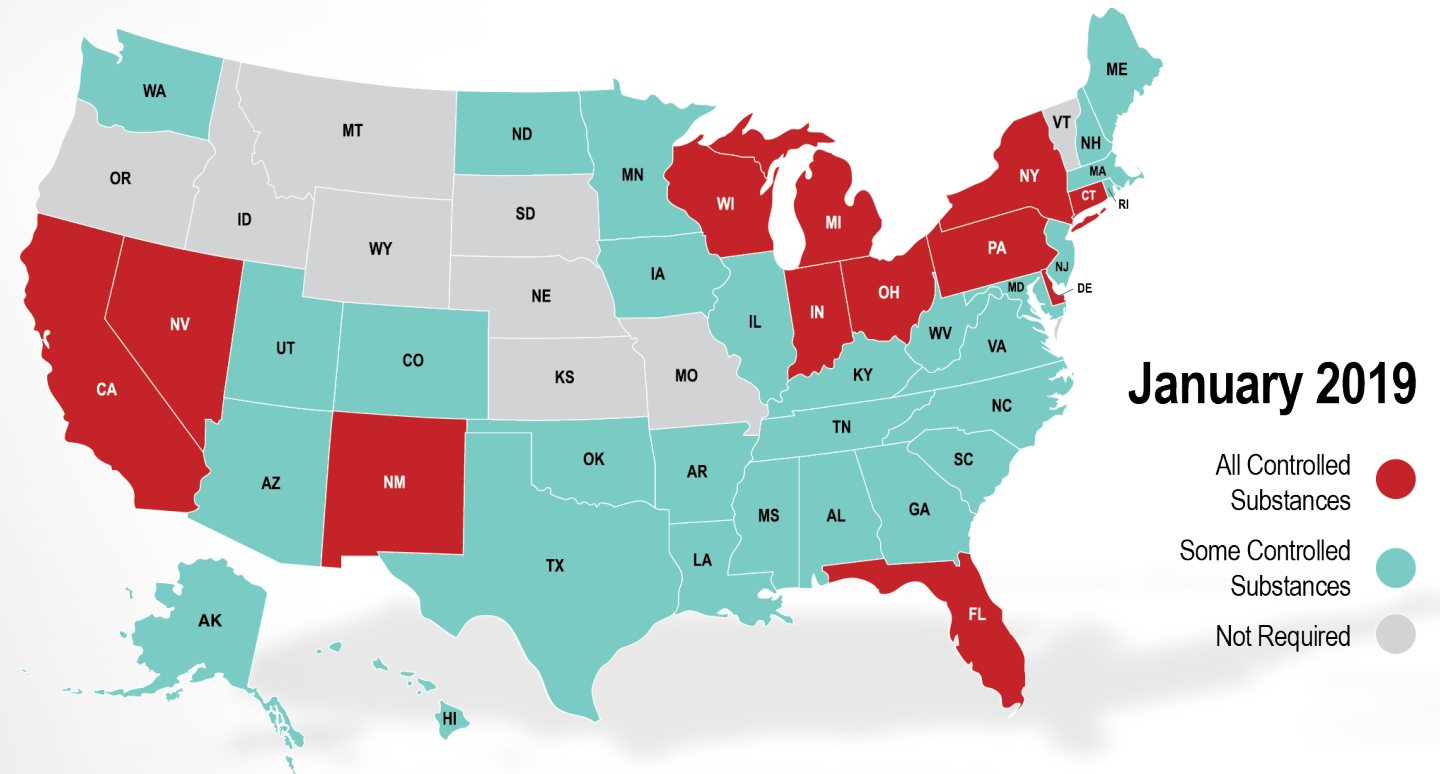 ME
WA
VT
MT
ND
NH
MN
MA
OR
NY
CT
RI
WI
SD
ID
MI
WY
PA
IA
NJ
MD
DE
NE
OH
IN
IL
NV
WV
UT
VA
CO
KY
KS
MO
January 2019
CA
NC
TN
OK
SC
AR
All Controlled
Substances
AZ
NM
GA
MS
AL
LA
TX
Some Controlled
Substances
FL
AK
Not Required
HI